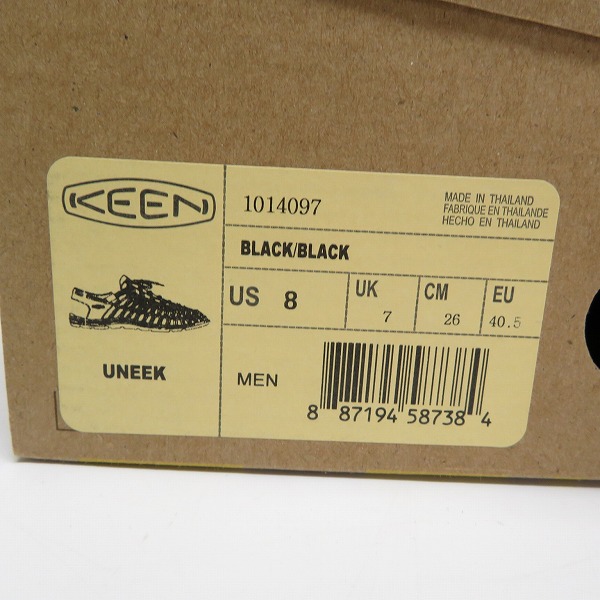 KEEN
1014097
MADE IN THAILAND
FABRIQUE EN THAILANDE
HECHO EN THAILAND
BLACK/BLACK
US 8
UK 7
CM 26
EU 40.5
UNEEK
MEN
8 87194 58738 4